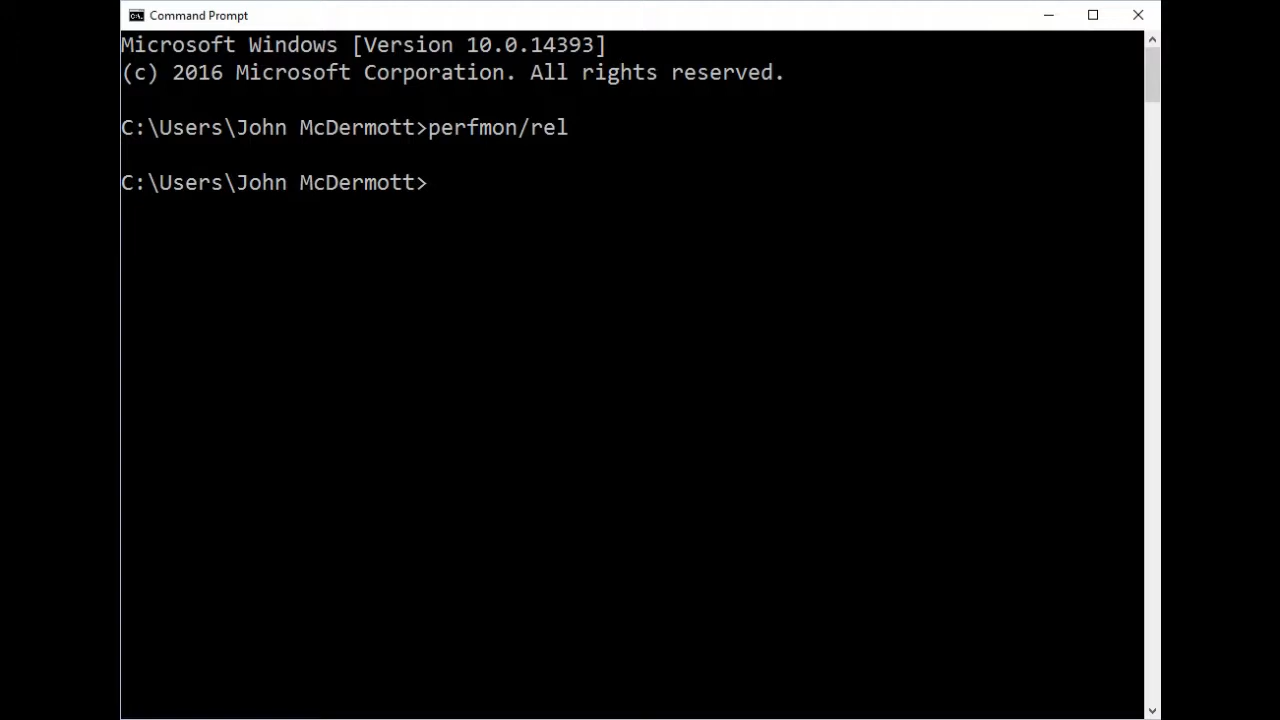 Command Prompt
Microsoft Windows [Version 10.0.14393]
(c) 2016 Microsoft Corporation. All rights reserved.
C:\Users\John McDermott>perfmon/rel
C:\Users\John McDermott>